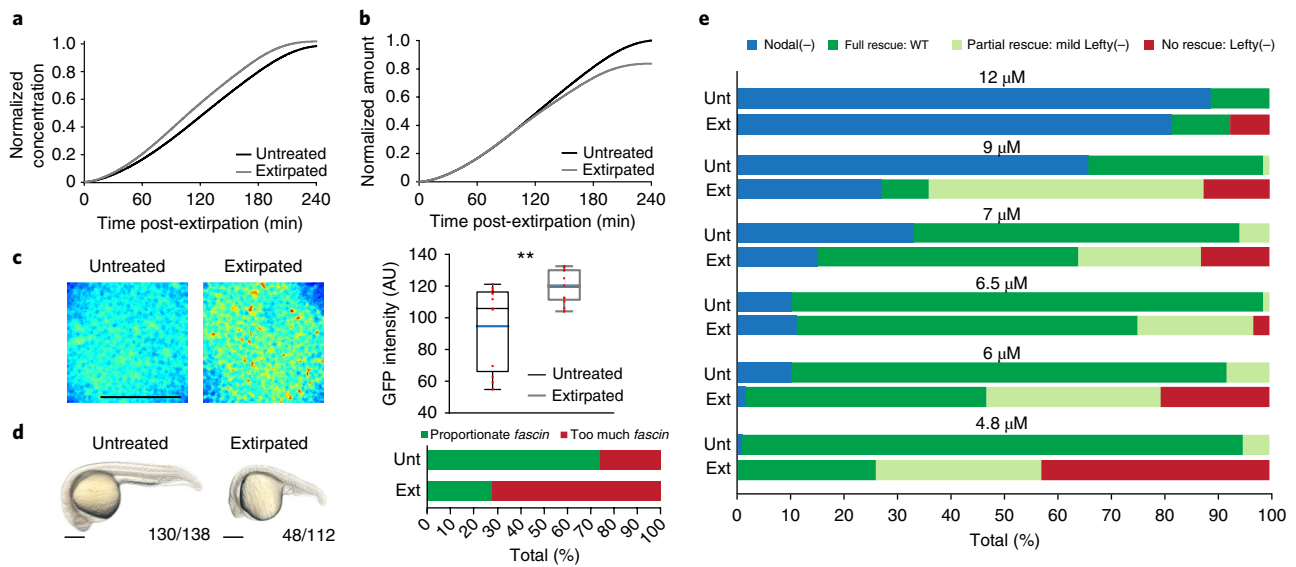 a
Normalized
concentration
1.0
0.8
0.6
0.4
0.2
0
0 60 120 180 240
Untreated
Extirpated
Time post-extirpation (min)
b
Normalized amount
1.0
0.8
0.6
0.4
0.2
0
0 60 120 180 240
Untreated
Extirpated
Time post-extirpation (min)
c
Untreated
Extirpated
GFP intensity (AU)
140
120
100
80
60
40
**
Untreated
Extirpated
d
Untreated
130/138
Extirpated
48/112
Proportionate fascin Too much fascin
Unt
Ext
0 10 20 30 40 50 60 70 80 90 100
Total (%)
e
Nodal(–) Full rescue: WT Partial rescue: mild Lefty(–) No rescue: Lefty(–)
12 μM
Unt
Ext
9 μM
Unt
Ext
7 μM
Unt
Ext
6.5 μM
Unt
Ext
6 μM
Unt
Ext
4.8 μM
Unt
Ext
0 10 20 30 40 50 60 70 80 90 100
Total (%)